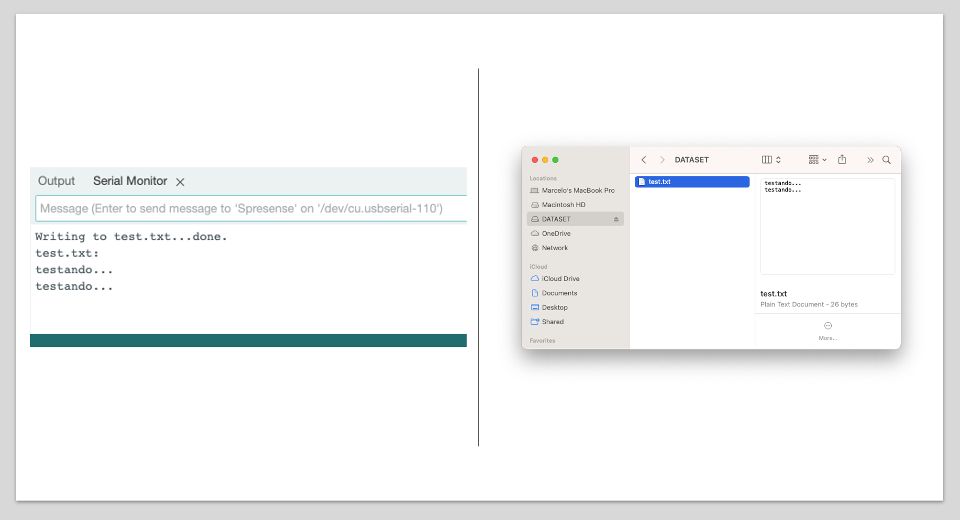 Output Serial Monitor
Message (Enter to send message to 'Spresense' on '/dev/cu.usbserial-110')
Writing to test.txt...done.
test.txt:
testando...
testando...
DATASET
Locations
Marcelo's MacBook Pro
Macintosh HD
DATASET
OneDrive
Network
iCloud
iCloud Drive
Documents
Desktop
Shared
Favorites
test.txt
testando...
testando...
test.txt
Plain Text Document - 26 bytes
More...